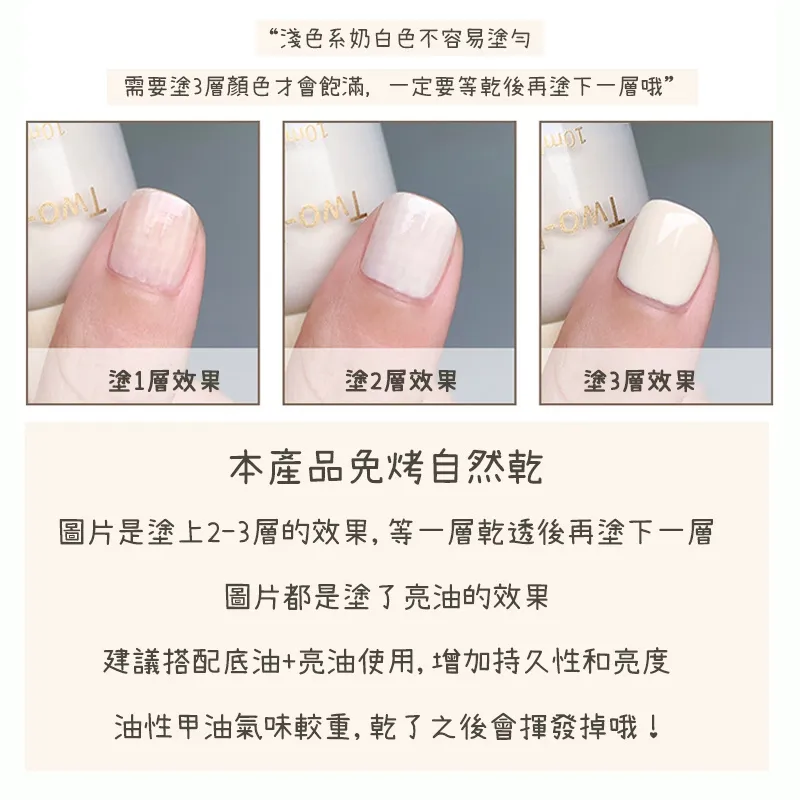 “淺色系奶白色不容易塗勻
需要塗3層顏色才會飽滿，一定要等乾後再塗下一層哦”
10m
TWO-
10m
TWO-
10m
TWO-
塗1層效果
塗2層效果
塗3層效果
本產品免烤自然乾
圖片是塗上2-3層的效果,等一層乾透後再塗下一層
圖片都是塗了亮油的效果
建議搭配底油+亮油使用,增加持久性和亮度
油性甲油氣味較重,乾了之後會揮發掉哦！